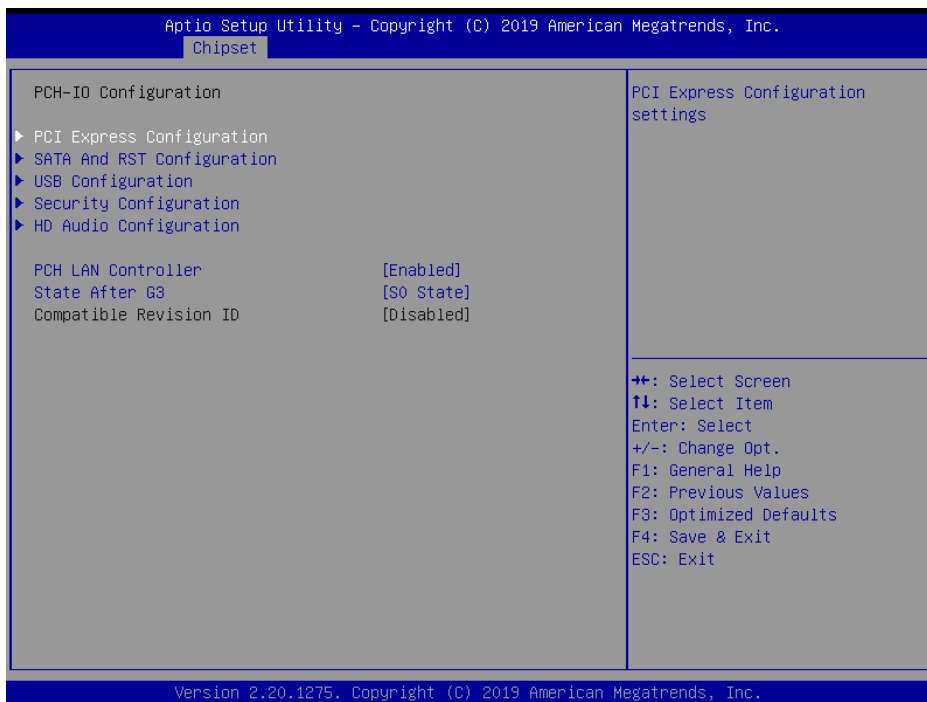 Aptio Setup Utility – Copyright (C) 2019 American Megatrends, Inc.
Chipset
PCH-IO Configuration
PCI Express Configuration
SATA And RST Configuration
USB Configuration
Security Configuration
HD Audio Configuration
PCH LAN Controller [Enabled]
State After G3 [S0 State]
Compatible Revision ID [Disabled]
PCI Express Configuration
settings
→←: Select Screen
↑↓: Select Item
Enter: Select
+/-: Change Opt.
F1: General Help
F2: Previous Values
F3: Optimized Defaults
F4: Save & Exit
ESC: Exit
Version 2.20.1275. Copyright (C) 2019 American Megatrends, Inc.